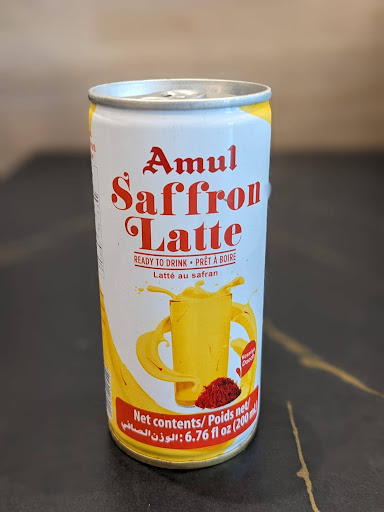 Amul
Saffron
Latte
READY TO DRINK • PRÊT À BOIRE
Latté au safran
Net contents/ Poids net/
الوزن الصافي: 6.76 fl oz (200 mL)